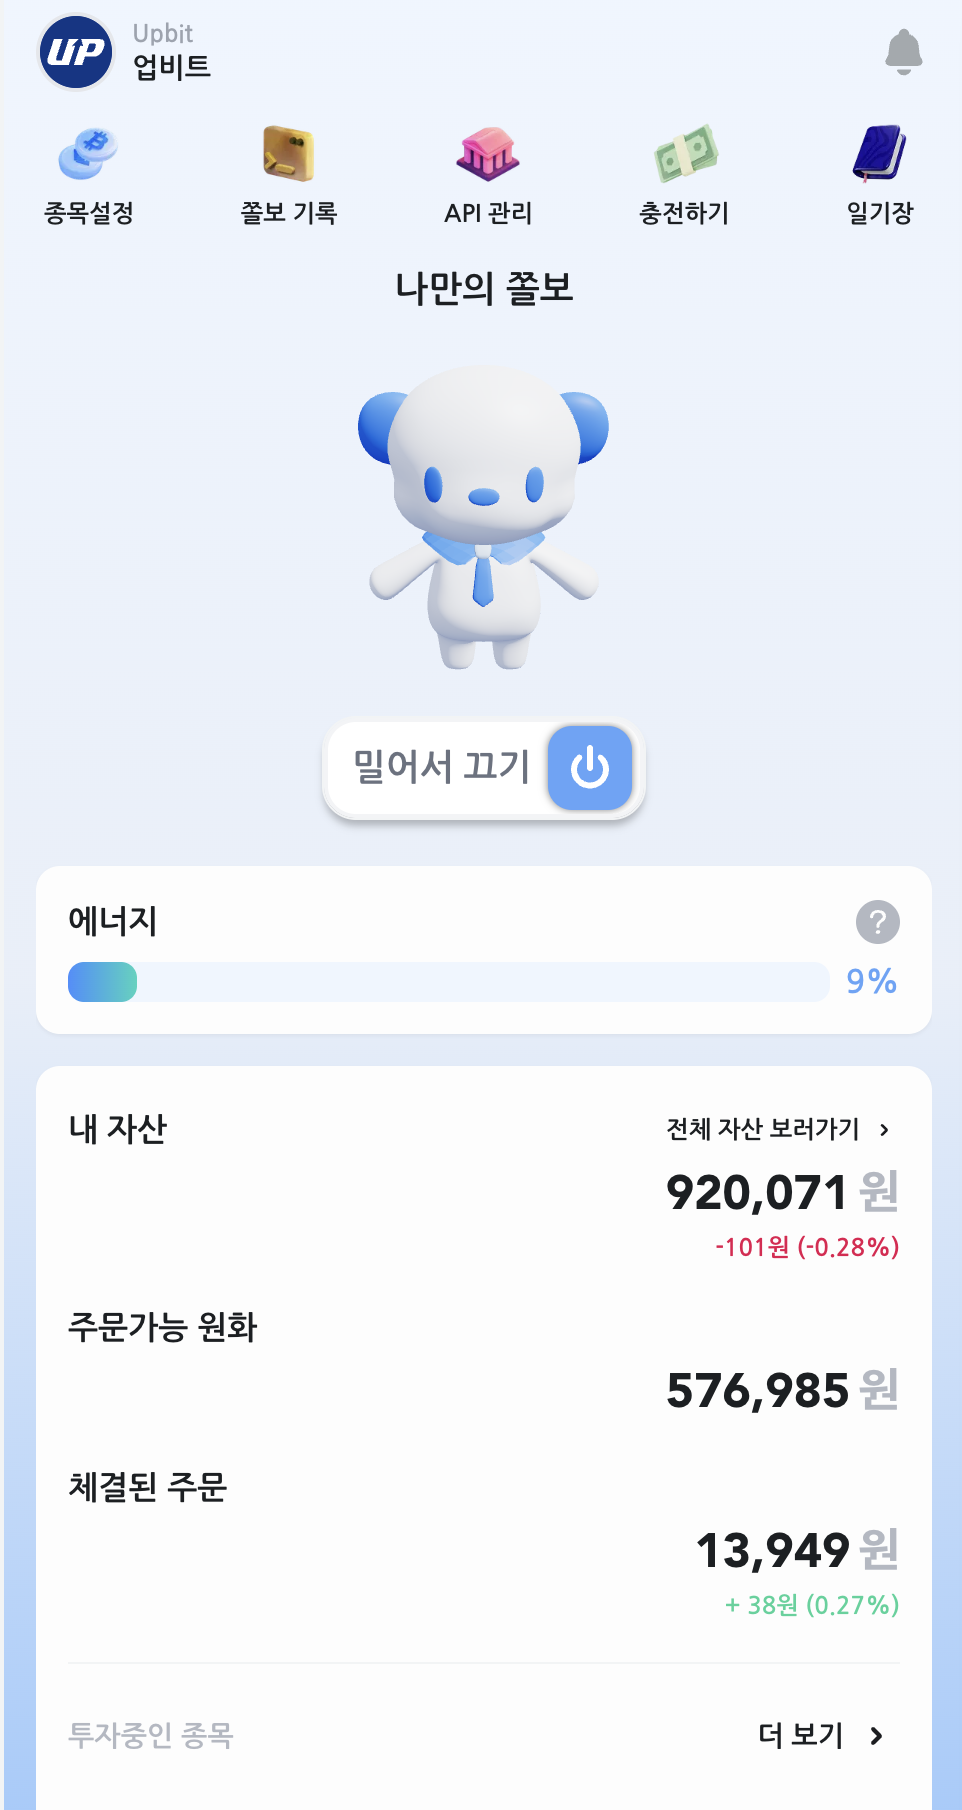 UP
Upbit
업비트
종목설정
쫄보 기록
API 관리
충전하기
일기장
나만의 쫄보
밀어서 끄기
에너지
?
9%
내 자산
전체 자산 보러가기 >
920,071 원
-101원 (-0.28%)
주문가능 원화
576,985 원
체결된 주문
13,949 원
+ 38원 (0.27%)
투자중인 종목
더 보기 >